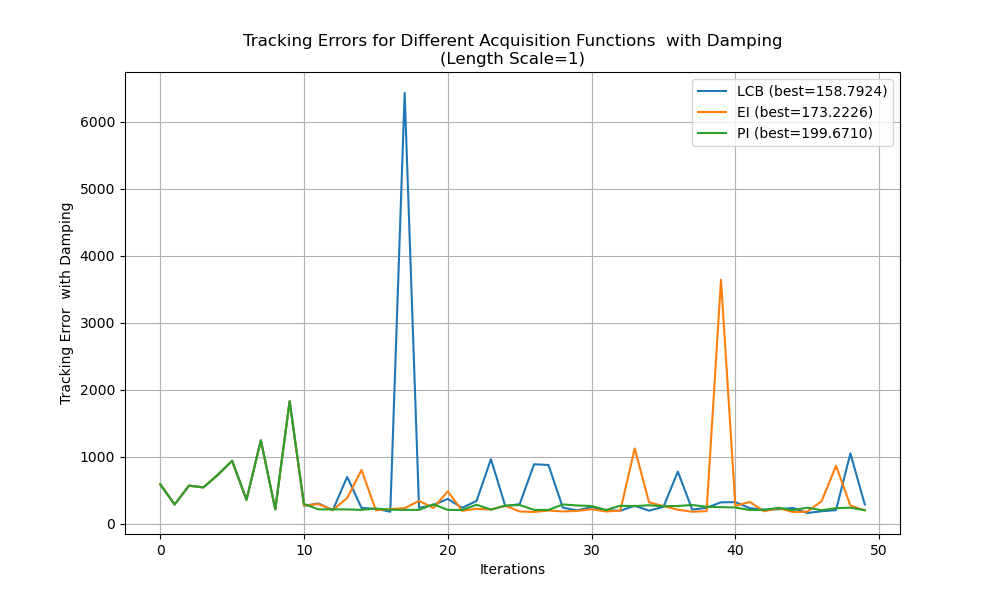 Tracking Errors for Different Acquisition Functions  with Damping
(Length Scale=1)
LCB (best=158.7924)
EI (best=173.2226)
PI (best=199.6710)
Tracking Error  with Damping
6000
5000
4000
3000
2000
1000
0
0 10 20 30 40 50
Iterations